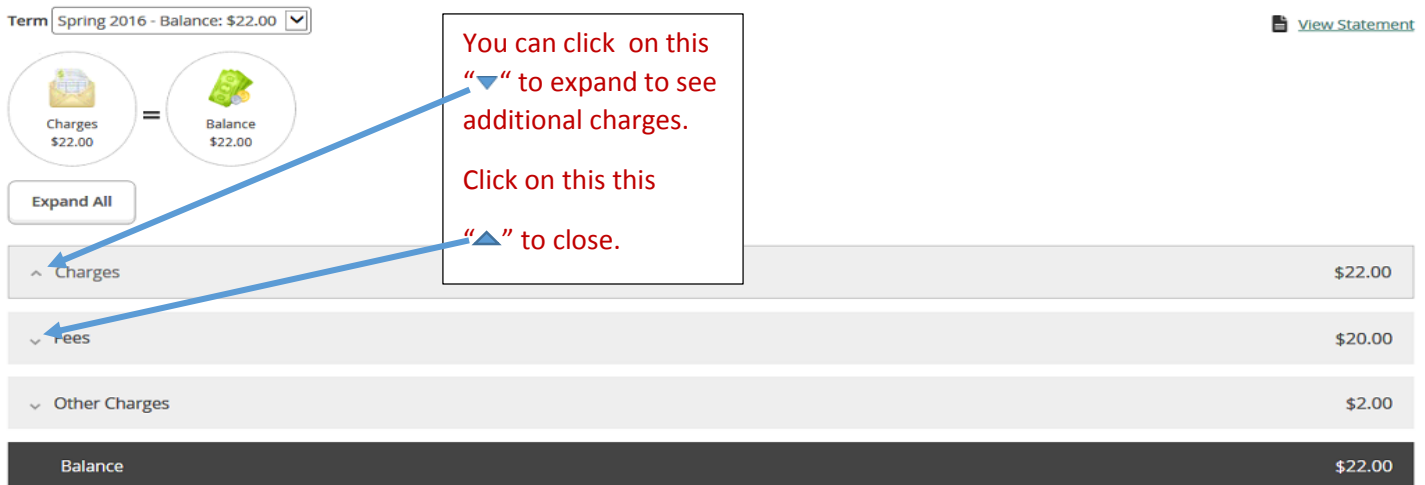 Term Spring 2016 - Balance: $22.00
View Statement
You can click on this
“▼“ to expand to see
additional charges.
Click on this this
“▲” to close.
Charges
$22.00
=
Balance
$22.00
Expand All
Charges $22.00
Fees $20.00
Other Charges $2.00
Balance $22.00